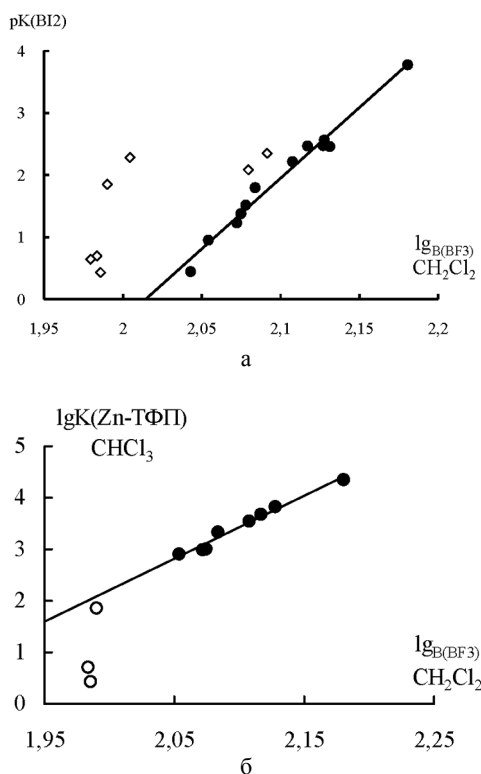 pK(BI2)
4
3
2
1
0
1,95 2 2,05 2,1 2,15 2,2
lgB(BF3)
CH2Cl2
а
lgK(Zn-ТФП)
CHCl3
5
4
3
2
1
0
1,95 2,05 2,15 2,25
lgB(BF3)
CH2Cl2
б